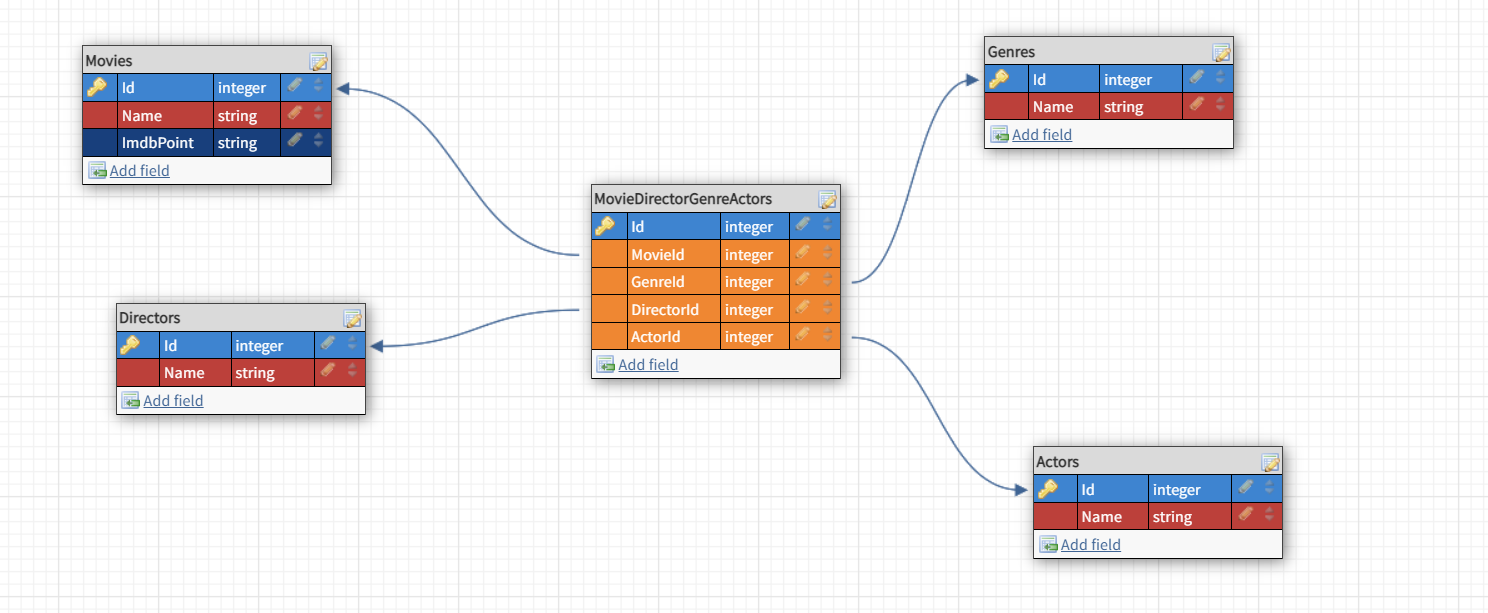 Movies
Id integer
Name string
ImdbPoint string
Add field
Genres
Id integer
Name string
Add field
MovieDirectorGenreActors
Id integer
MovieId integer
GenreId integer
DirectorId integer
ActorId integer
Add field
Directors
Id integer
Name string
Add field
Actors
Id integer
Name string
Add field